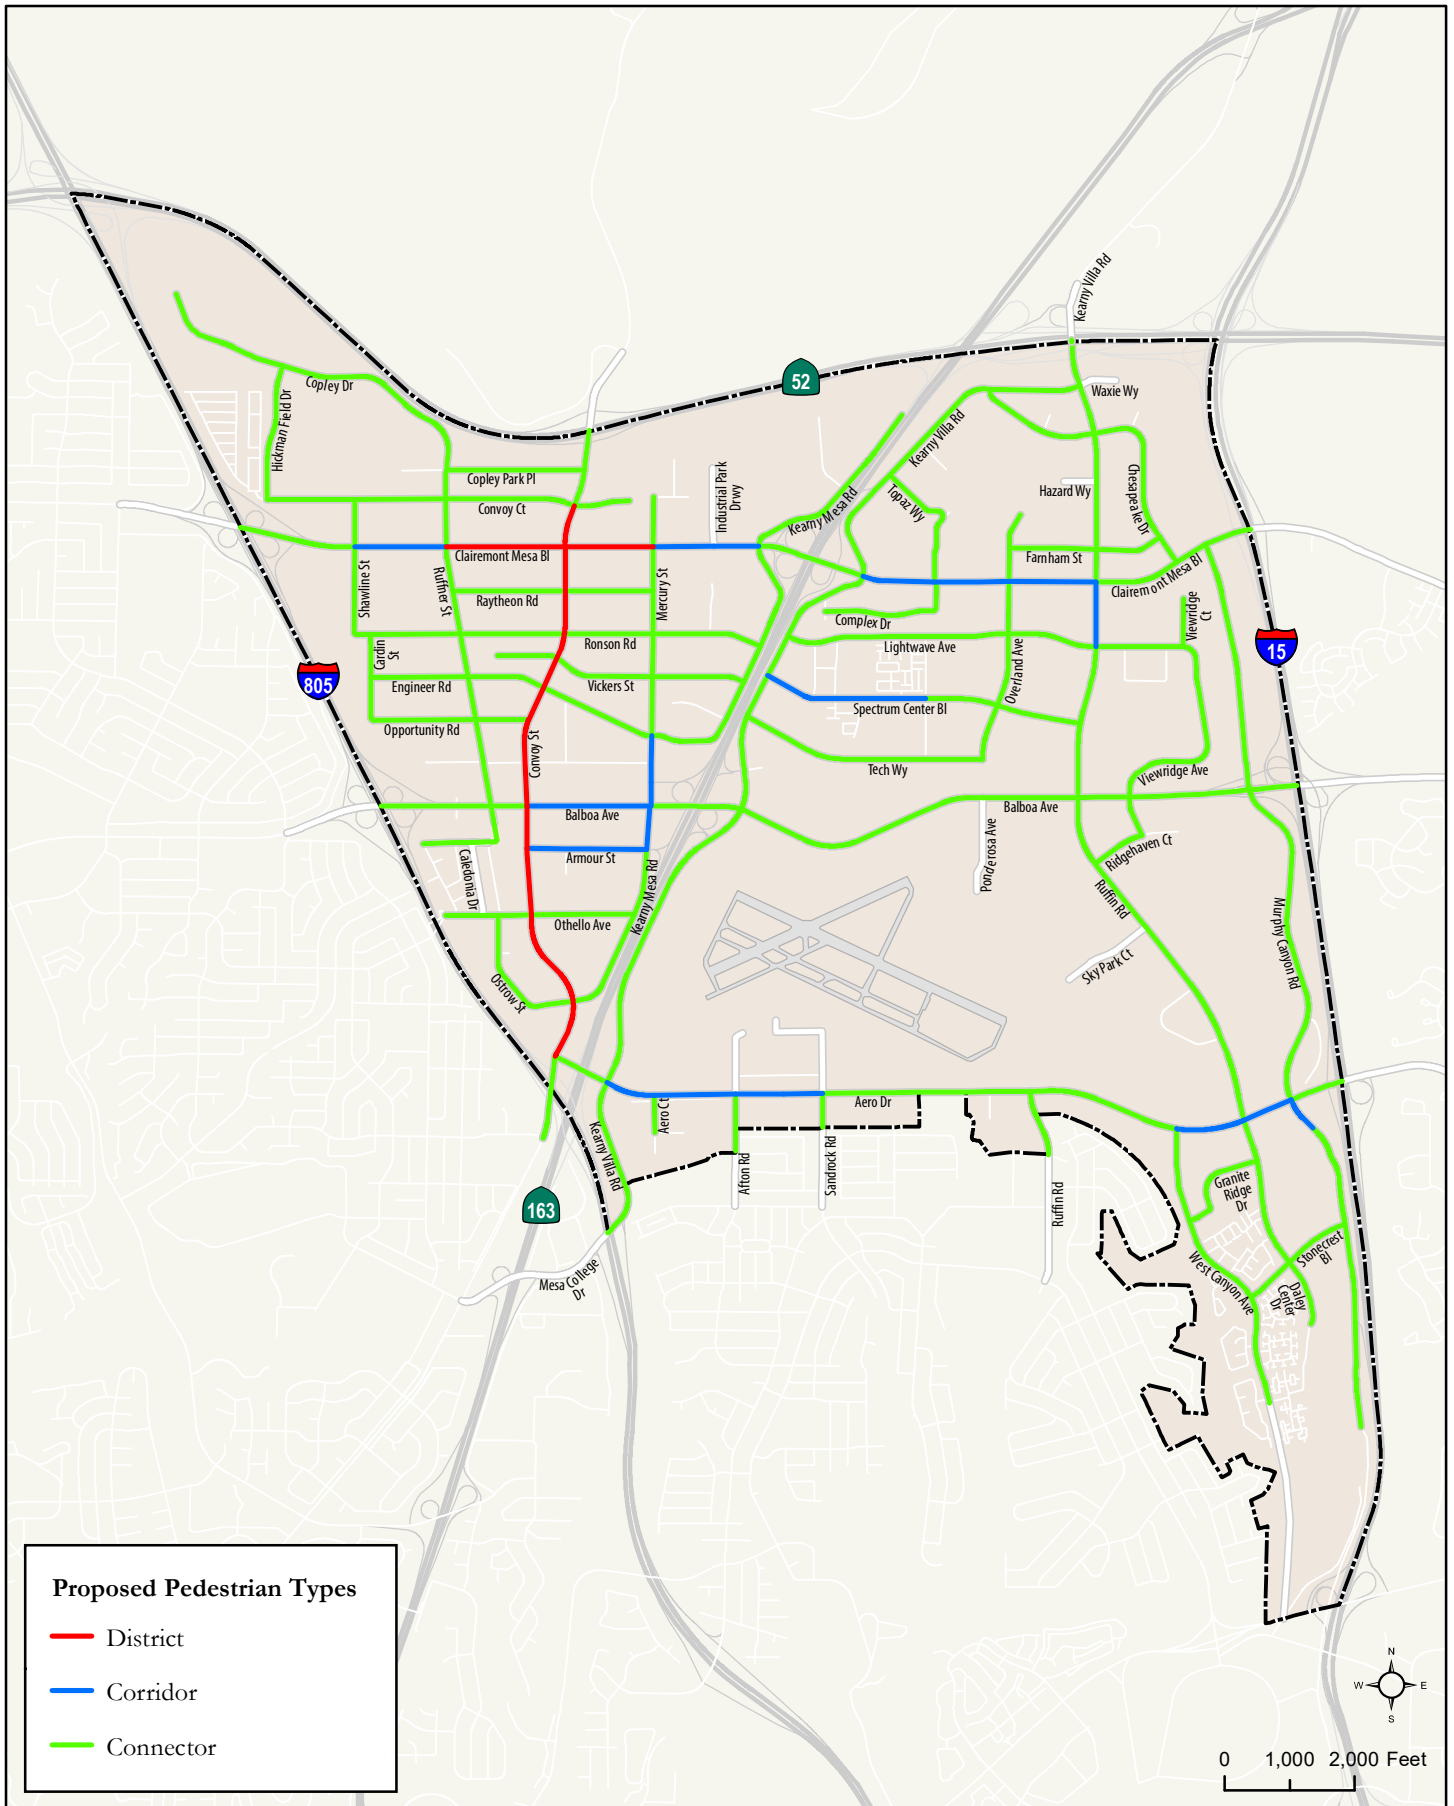 Kearny Villa Rd
52
Waxie Wy
Copley Dr
Hickman Field Dr
Kearny Villa Rd
Copley Park Pl
Industrial Park
Drwy
Convoy Ct
Kearny Mesa Rd
Topaz Wy
Hazard Wy
Chesapeake Dr
Clairemont Mesa Bl
Farnham St
Clairemont Mesa Bl
Shawline St
Ruffner St
Raytheon Rd
Mercury St
Complex Dr
Viewridge
Ct
Cardin
St
Ronson Rd
Lightwave Ave
15
805
Engineer Rd
Vickers St
Overland Ave
Spectrum Center Bl
Opportunity Rd
Convoy St
Tech Wy
Viewridge Ave
Balboa Ave
Balboa Ave
Armour St
Ponderosa Ave
Ridgehaven Ct
Caledonia Dr
Kearny Mesa Rd
Ruffin Rd
Othello Ave
Murphy Canyon Rd
Sky Park Ct
Ostrow St
Aero Ct
Aero Dr
Kearny Villa Rd
Afton Rd
Sandrock Rd
Ruffin Rd
Granite
Ridge
Dr
163
West Canyon Ave
Stonecrest
Bl
Daley
Center
Dr
Mesa College
Dr
Proposed Pedestrian Types
District
Corridor
Connector
N
W
E
S
0 1,000 2,000 Feet